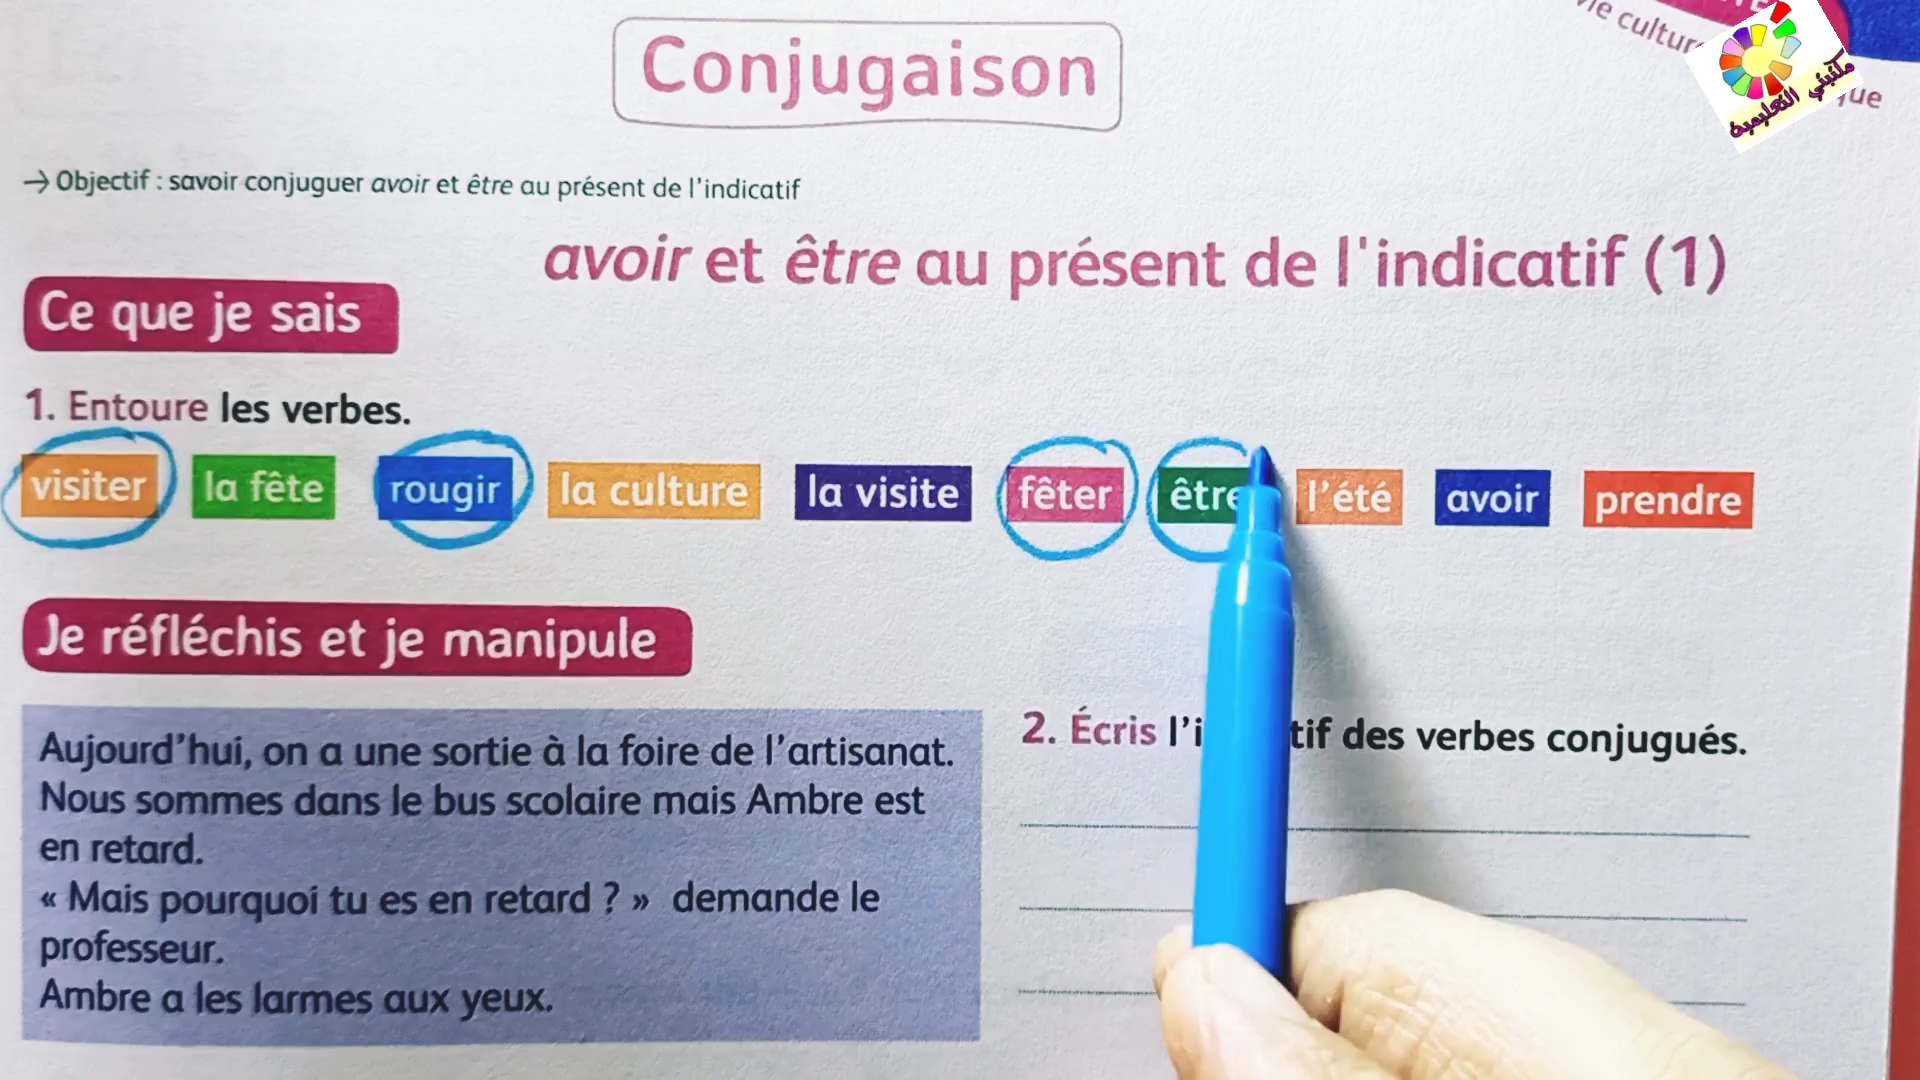 Conjugaison
→ Objectif : savoir conjuguer avoir et être au présent de l'indicatif
avoir et être au présent de l'indicatif (1)
Ce que je sais
1. Entoure les verbes.
visiter la fête rougir la culture la visite fêter être l'été avoir prendre
Je réfléchis et je manipule
Aujourd'hui, on a une sortie à la foire de l'artisanat.
Nous sommes dans le bus scolaire mais Ambre est
en retard.
« Mais pourquoi tu es en retard ? » demande le
professeur.
Ambre a les larmes aux yeux.
2. Écris des verbes conjugués.
مكتبتي التعليمية